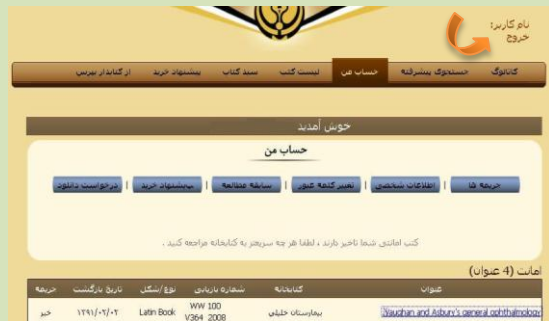 نام کاربر:
خروج
کاتالوگ جستجوی پیشرفته حساب من لیست کتب سبد کتاب پیشنهاد خرید از کتابدار بپرس
خوش آمدید
حساب من
جریمه ها | اطلاعات شخصی | تغییر کلمه عبور | سابقه مطالعه | پیشنهاد خرید | درخواست دانلود
کتب امانتی شما تاخیر دارند ، لطفا هر چه سریعتر به کتابخانه مراجعه کنید .
امانت (4 عنوان)
عنوان کتابخانه شماره بازیابی نوع/شکل تاریخ بازگشت جریمه
Vaughan and Asbury's general ophthalmology بیمارستان خلیلی WW 100 V364 2008 Latin Book ۱۳۹۱/۰۲/۰۲ خیر